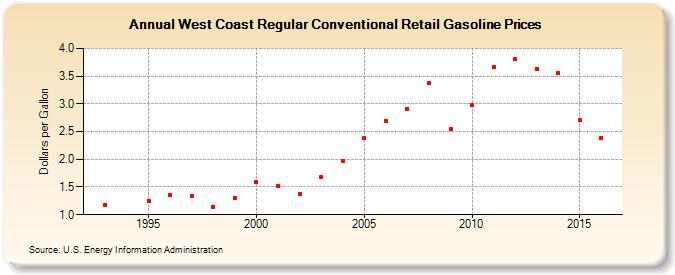 Annual West Coast Regular Conventional Retail Gasoline Prices
Dollars per Gallon
4.0
3.5
3.0
2.5
2.0
1.5
1.0
1995 2000 2005 2010 2015
Source: U.S. Energy Information Administration